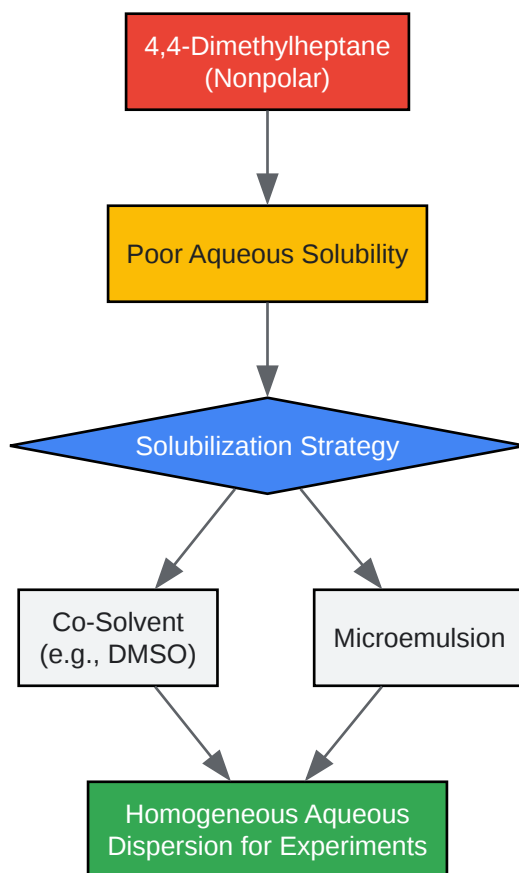 4,4-Dimethylheptane
(Nonpolar)
Poor Aqueous Solubility
Solubilization Strategy
Co-Solvent
(e.g., DMSO)
Microemulsion
Homogeneous Aqueous
Dispersion for Experiments